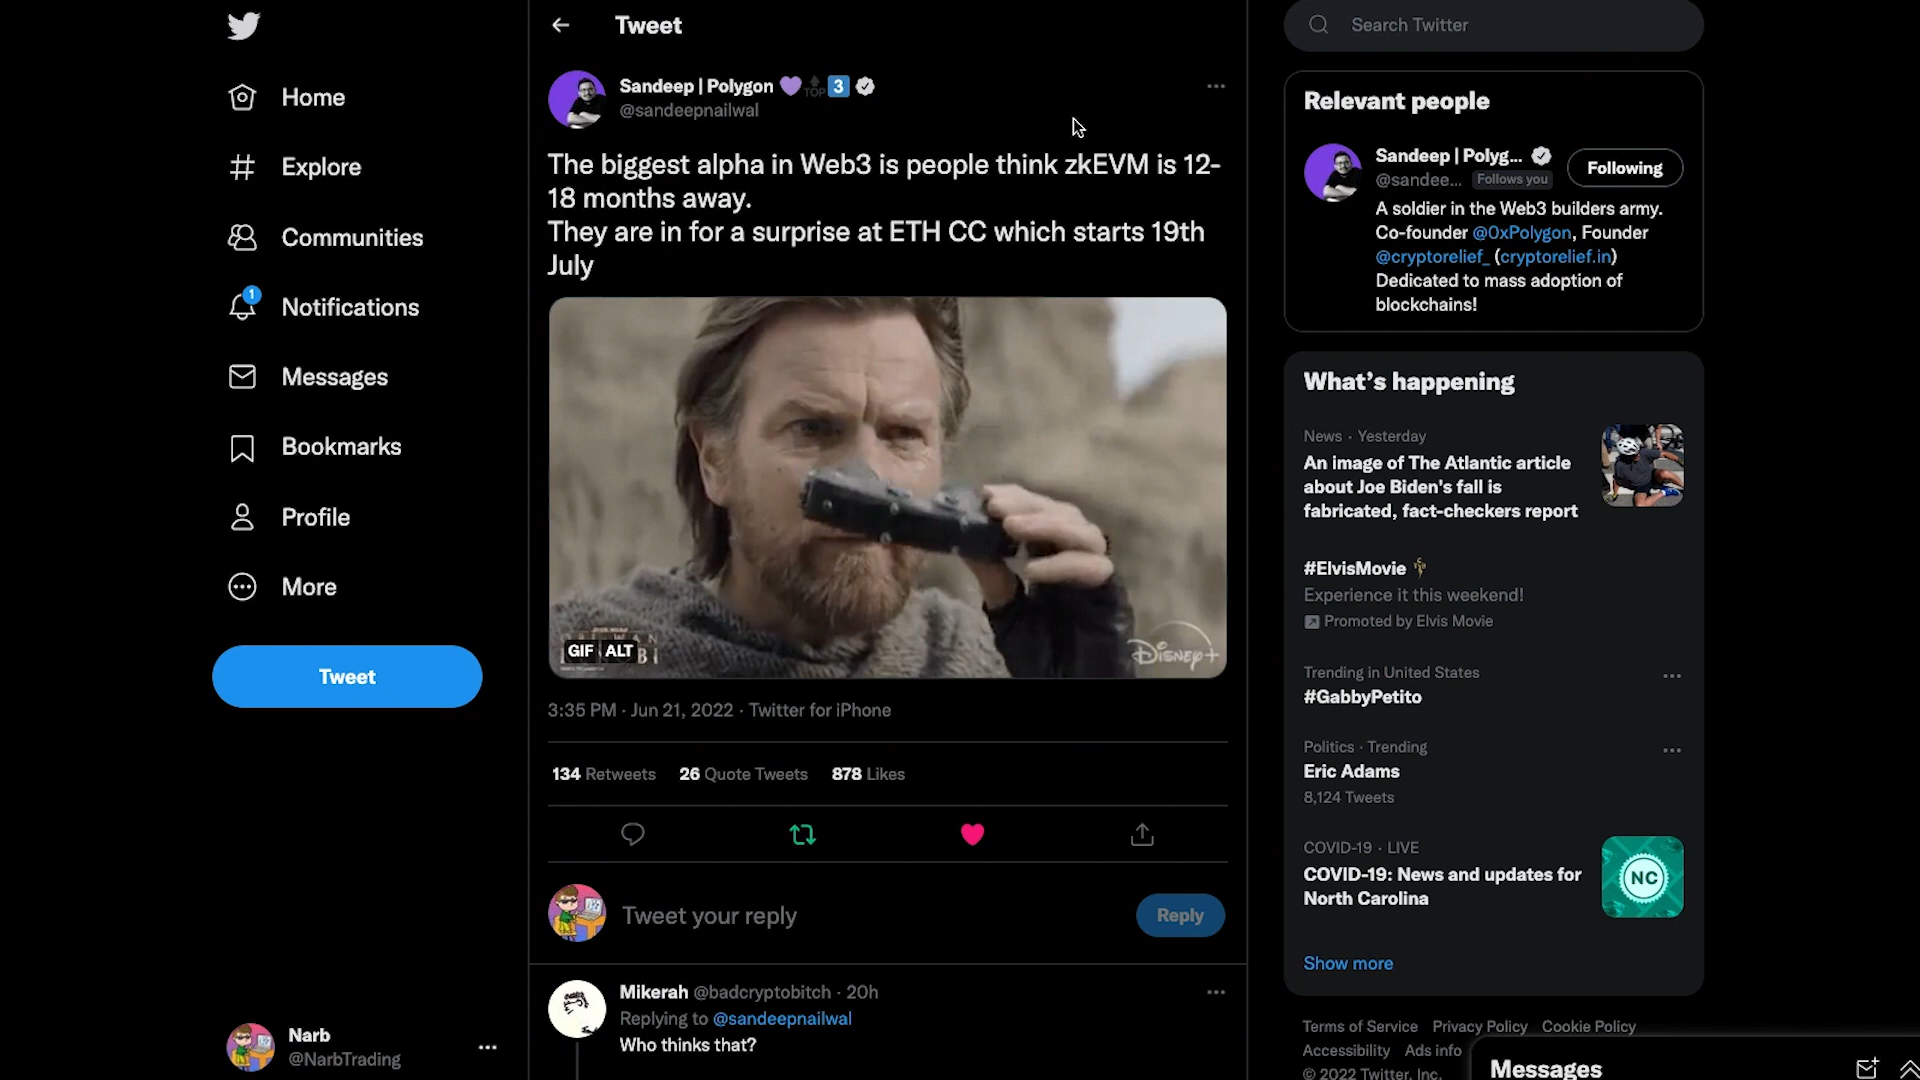 Home
Explore
Communities
1
Notifications
Messages
Bookmarks
Profile
More
Tweet
Narb
@NarbTrading
Tweet
Sandeep | Polygon 💜🔝3️⃣
@sandeepnailwal
The biggest alpha in Web3 is people think zkEVM is 12-
18 months away.
They are in for a surprise at ETH CC which starts 19th
July
GIF ALT
Disney+
3:35 PM · Jun 21, 2022 · Twitter for iPhone
134 Retweets 26 Quote Tweets 878 Likes
Tweet your reply
Reply
Mikerah @badcryptobitch · 20h
Replying to @sandeepnailwal
Who thinks that?
Search Twitter
Relevant people
Sandeep | Polyg...
@sandee... Follows you
Following
A soldier in the Web3 builders army.
Co-founder @0xPolygon, Founder
@cryptorelief_ (cryptorelief.in)
Dedicated to mass adoption of
blockchains!
What's happening
News · Yesterday
An image of The Atlantic article
about Joe Biden's fall is
fabricated, fact-checkers report
#ElvisMovie
Experience it this weekend!
Promoted by Elvis Movie
Trending in United States
#GabbyPetito
Politics · Trending
Eric Adams
8,124 Tweets
COVID-19 · LIVE
COVID-19: News and updates for
North Carolina
NC
Show more
Terms of Service Privacy Policy Cookie Policy
Accessibility Ads info
© 2022 Twitter, Inc.
Messages